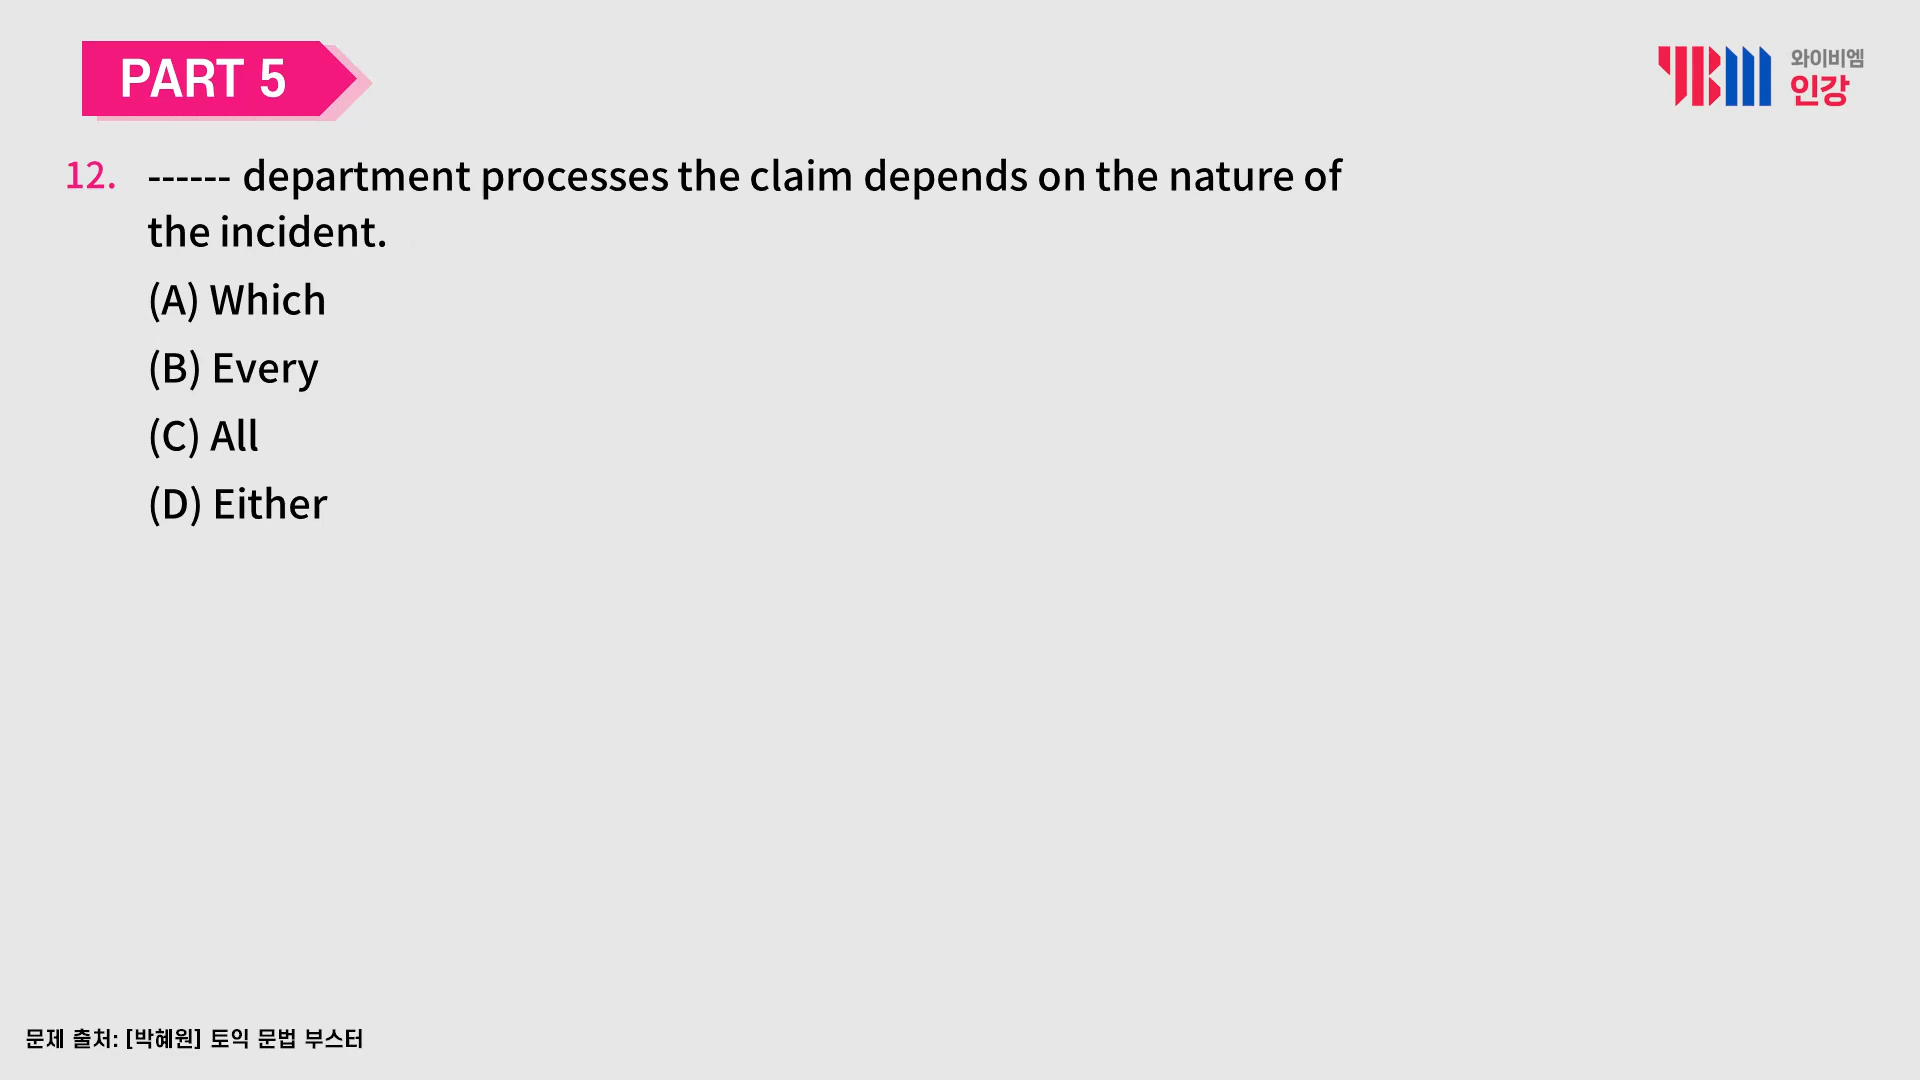 PART 5
YBM 와이비엠
인강
12. ------ department processes the claim depends on the nature of
the incident.
(A) Which
(B) Every
(C) All
(D) Either
문제 출처: [박혜원] 토익 문법 부스터